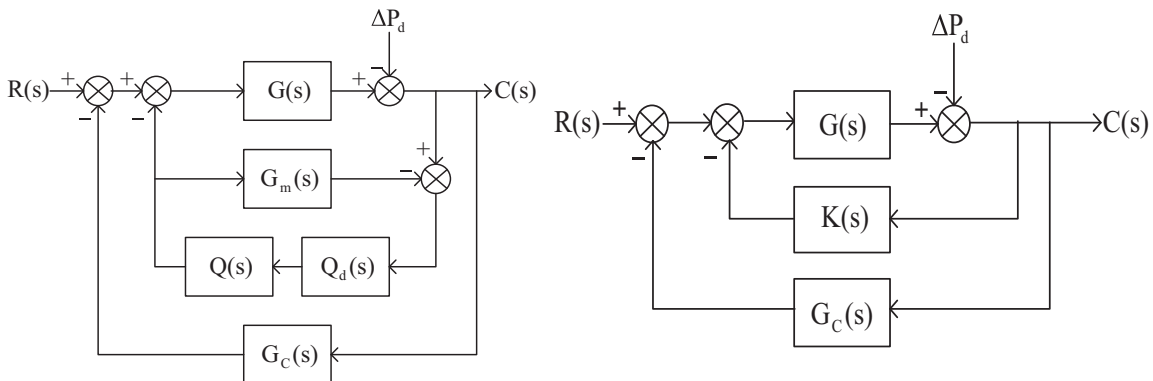 ΔP_d
R(s) + − + − G(s) + − C(s)
+ −
G_m(s)
Q(s) Q_d(s)
G_C(s)
ΔP_d
R(s) + − − G(s) + − C(s)
K(s)
G_C(s)